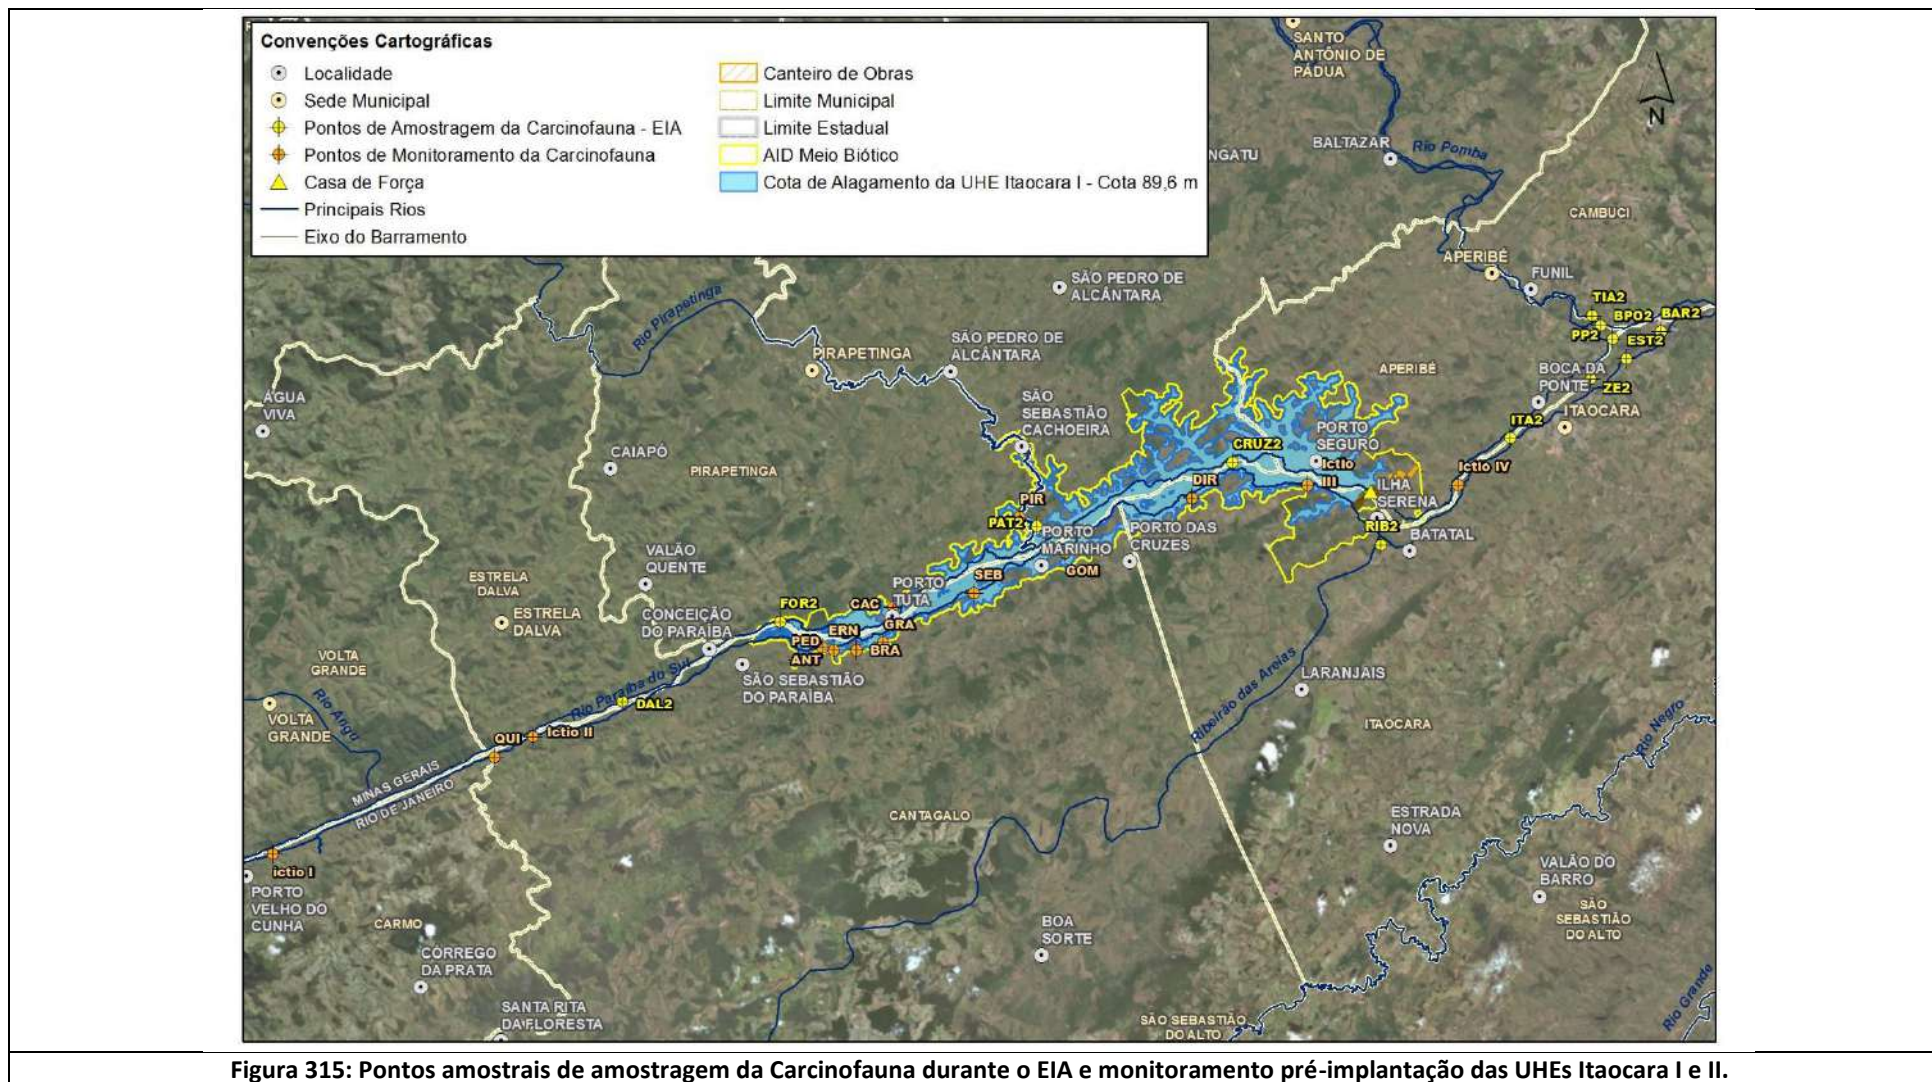 Convenções Cartográficas
Localidade
Sede Municipal
Pontos de Amostragem da Carcinofauna - EIA
Pontos de Monitoramento da Carcinofauna
Casa de Força
Principais Rios
Eixo do Barramento
Canteiro de Obras
Limite Municipal
Limite Estadual
AID Meio Biótico
Cota de Alagamento da UHE Itaocara I - Cota 89,6 m
SANTO
ANTÔNIO DE
PÁDUA
N
BALTAZAR
Rio Pomba
NGATU
CAMBUCI
APERIBÉ
FUNIL
SÃO PEDRO DE
ALCÂNTARA
TIA2
BPO2
BAR2
PP2
EST2
Rio Pirapetinga
SÃO PEDRO DE
ALCÂNTARA
PIRAPETINGA
APERIBÉ
BOCA DA
PONTE
ZE2
ITAOCARA
ÁGUA
VIVA
SÃO
SEBASTIÃO
CACHOEIRA
ITA2
PORTO
SEGURO
CRUZ2
CAIAPÓ
PIRAPETINGA
Ictio
III
Ictio IV
DIR
ILHA
SERENA
PIR
PAT2
RIB2
BATATAL
PORTO
MARINHO
PORTO DAS
CRUZES
VALÃO
QUENTE
GOM
SEB
ESTRELA
DALVA
PORTO
TUTA
ESTRELA
DALVA
CONCEIÇÃO
DO PARAÍBA
FOR2
CAC
GRA
ERN
PED
ANT
BRA
VOLTA
GRANDE
SÃO SEBASTIÃO
DO PARAÍBA
LARANJAIS
Rio Paraíba do Sul
DAL2
Rio Angu
VOLTA
GRANDE
Ribeirão das Areias
ITAOCARA
Rio Negro
QUI
Ictio II
MINAS GERAIS
RIO DE JANEIRO
CANTAGALO
ESTRADA
NOVA
ictio I
PORTO
VELHO DO
CUNHA
VALÃO DO
BARRO
CARMO
SÃO
SEBASTIÃO
DO ALTO
BOA
SORTE
CÓRREGO
DA PRATA
SANTA RITA
DA FLORESTA
SÃO SEBASTIÃO
DO ALTO
Rio Grande
Figura 315: Pontos amostrais de amostragem da Carcinofauna durante o EIA e monitoramento pré-implantação das UHEs Itaocara I e II.